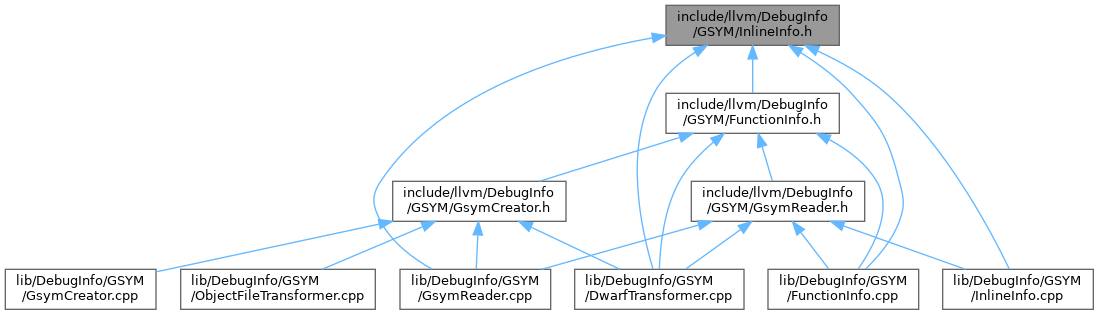 include/llvm/DebugInfo
/GSYM/InlineInfo.h
include/llvm/DebugInfo
/GSYM/FunctionInfo.h
include/llvm/DebugInfo
/GSYM/GsymCreator.h
include/llvm/DebugInfo
/GSYM/GsymReader.h
lib/DebugInfo/GSYM
/GsymCreator.cpp
lib/DebugInfo/GSYM
/ObjectFileTransformer.cpp
lib/DebugInfo/GSYM
/GsymReader.cpp
lib/DebugInfo/GSYM
/DwarfTransformer.cpp
lib/DebugInfo/GSYM
/FunctionInfo.cpp
lib/DebugInfo/GSYM
/InlineInfo.cpp